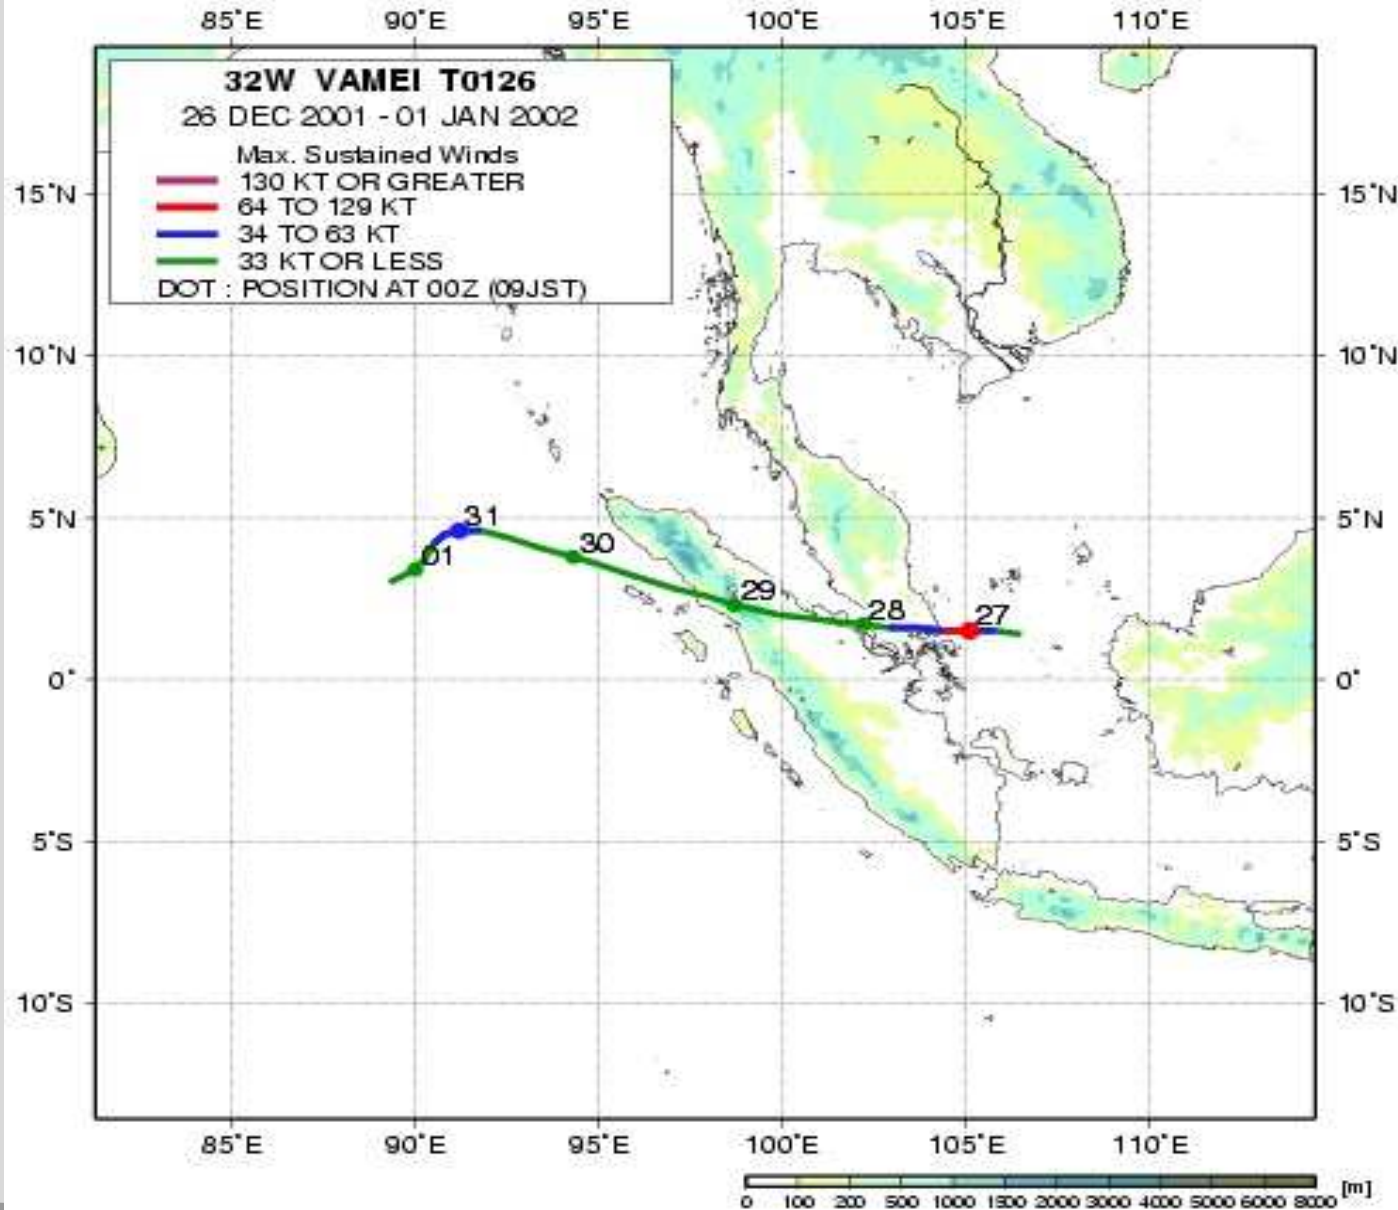 85°E 90°E 95°E 100°E 105°E 110°E
32W VAMEI T0126
26 DEC 2001 - 01 JAN 2002
Max. Sustained Winds
130 KT OR GREATER
64 TO 129 KT
34 TO 63 KT
33 KT OR LESS
DOT : POSITION AT 00Z (09JST)
15°N 15°N
10°N 10°N
5°N 5°N
31
30
01
29
28
27
0° 0°
5°S 5°S
10°S 10°S
85°E 90°E 95°E 100°E 105°E 110°E
0 100 200 500 1000 1500 2000 3000 4000 5000 6000 8000 [m]